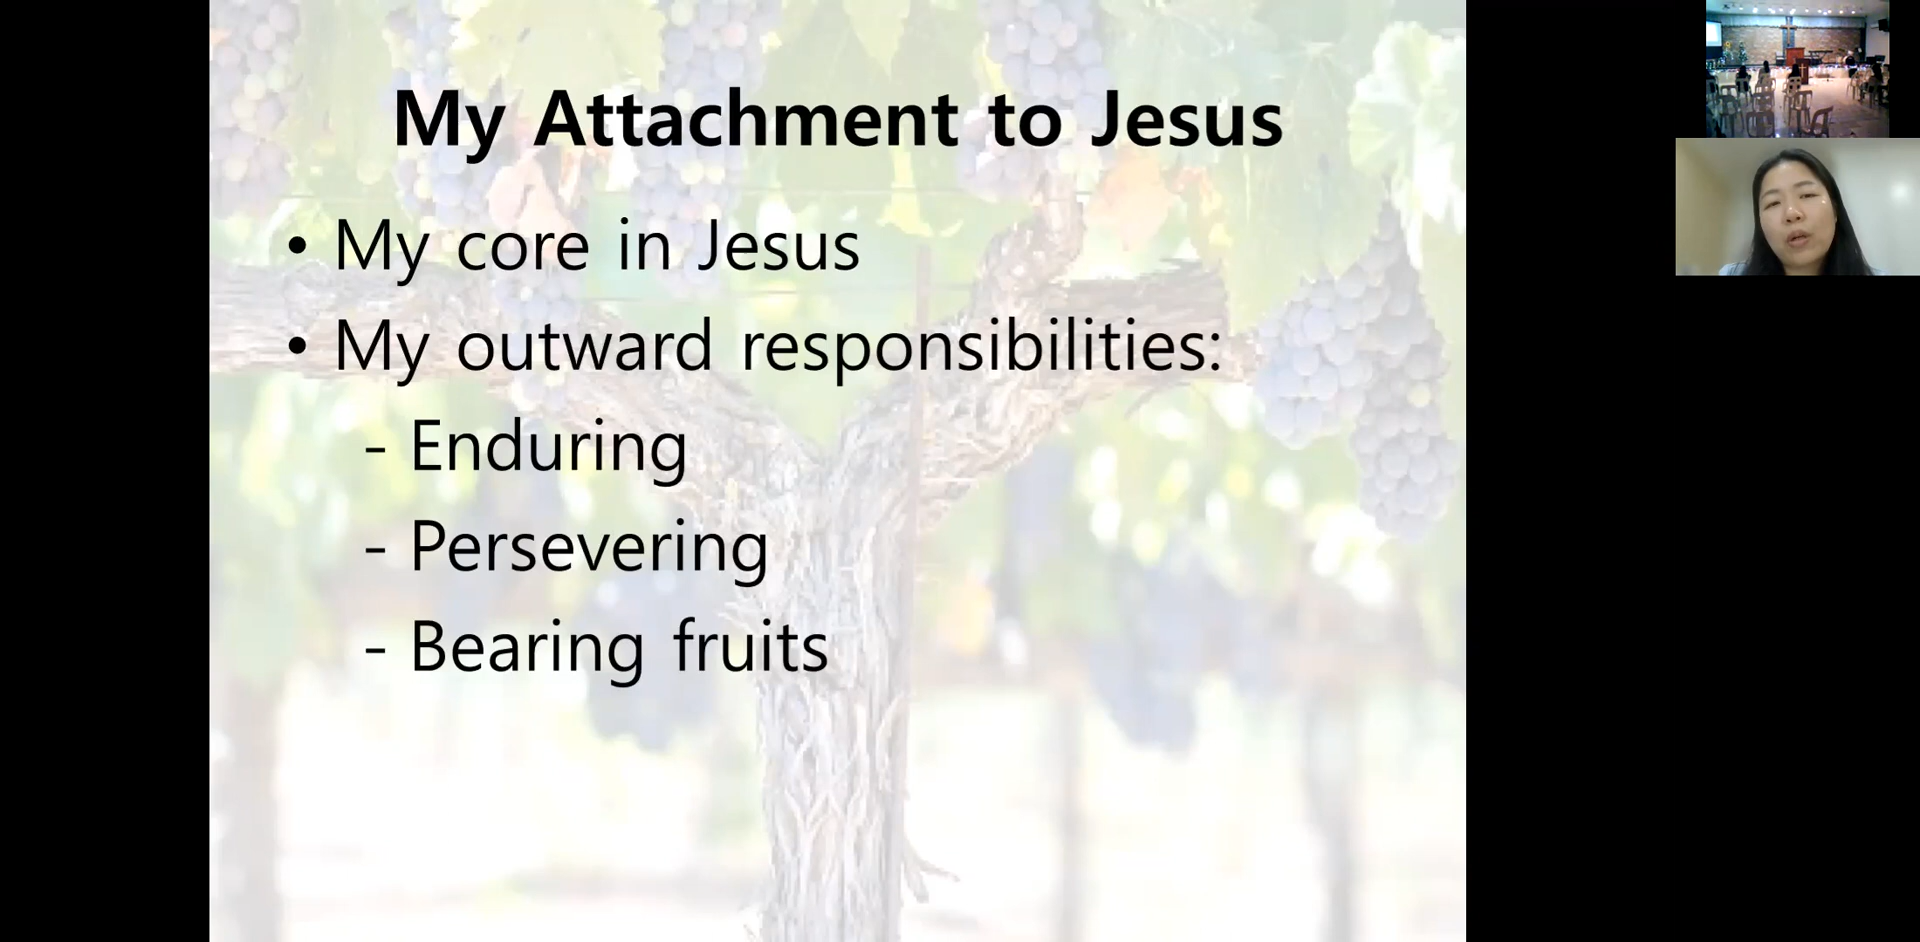 My Attachment to Jesus
• My core in Jesus
• My outward responsibilities:
- Enduring
- Persevering
- Bearing fruits